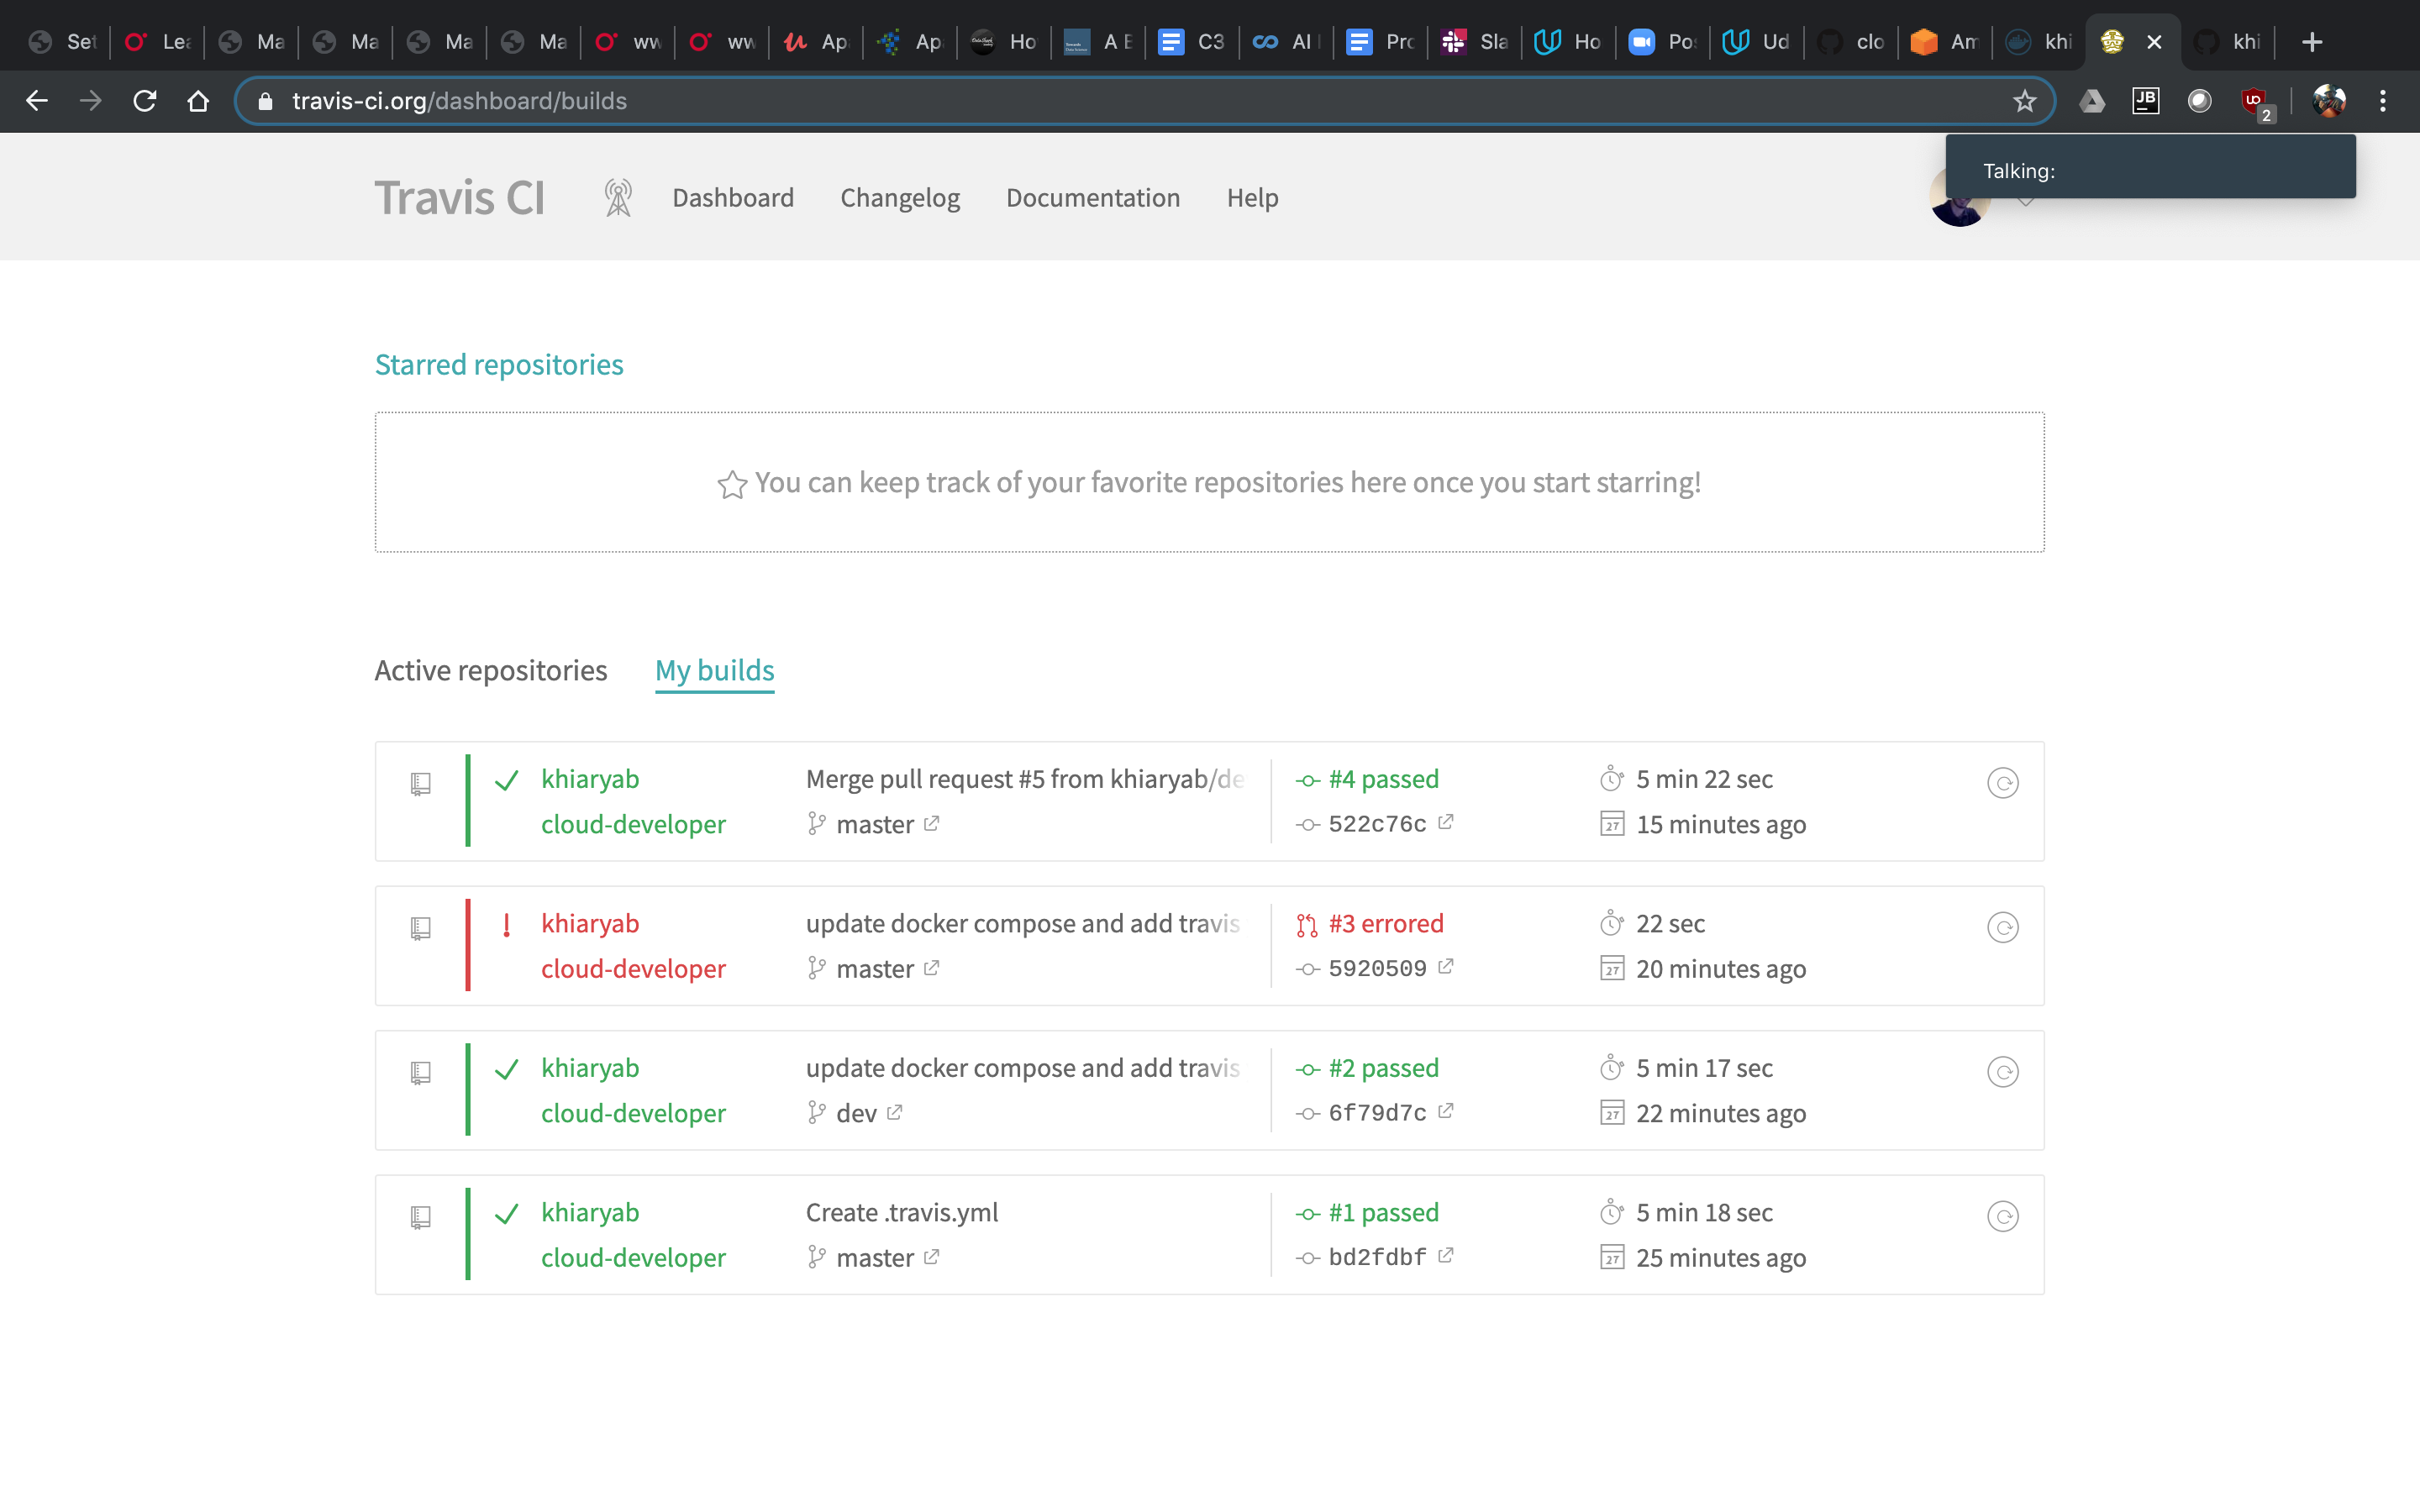 Set Lea Ma Ma Ma Ma ww ww Ap Ap Ho A B C3 AI Pro Sla Ho Pos Ud clo Am khi khi
travis-ci.org/dashboard/builds
JB
2
Talking:
Travis CI Dashboard Changelog Documentation Help
Starred repositories
You can keep track of your favorite repositories here once you start starring!
Active repositories My builds
khiaryab Merge pull request #5 from khiaryab/de #4 passed 5 min 22 sec
cloud-developer master 522c76c 27 15 minutes ago
khiaryab update docker compose and add travis #3 errored 22 sec
cloud-developer master 5920509 27 20 minutes ago
khiaryab update docker compose and add travis #2 passed 5 min 17 sec
cloud-developer dev 6f79d7c 27 22 minutes ago
khiaryab Create .travis.yml #1 passed 5 min 18 sec
cloud-developer master bd2fdbf 27 25 minutes ago